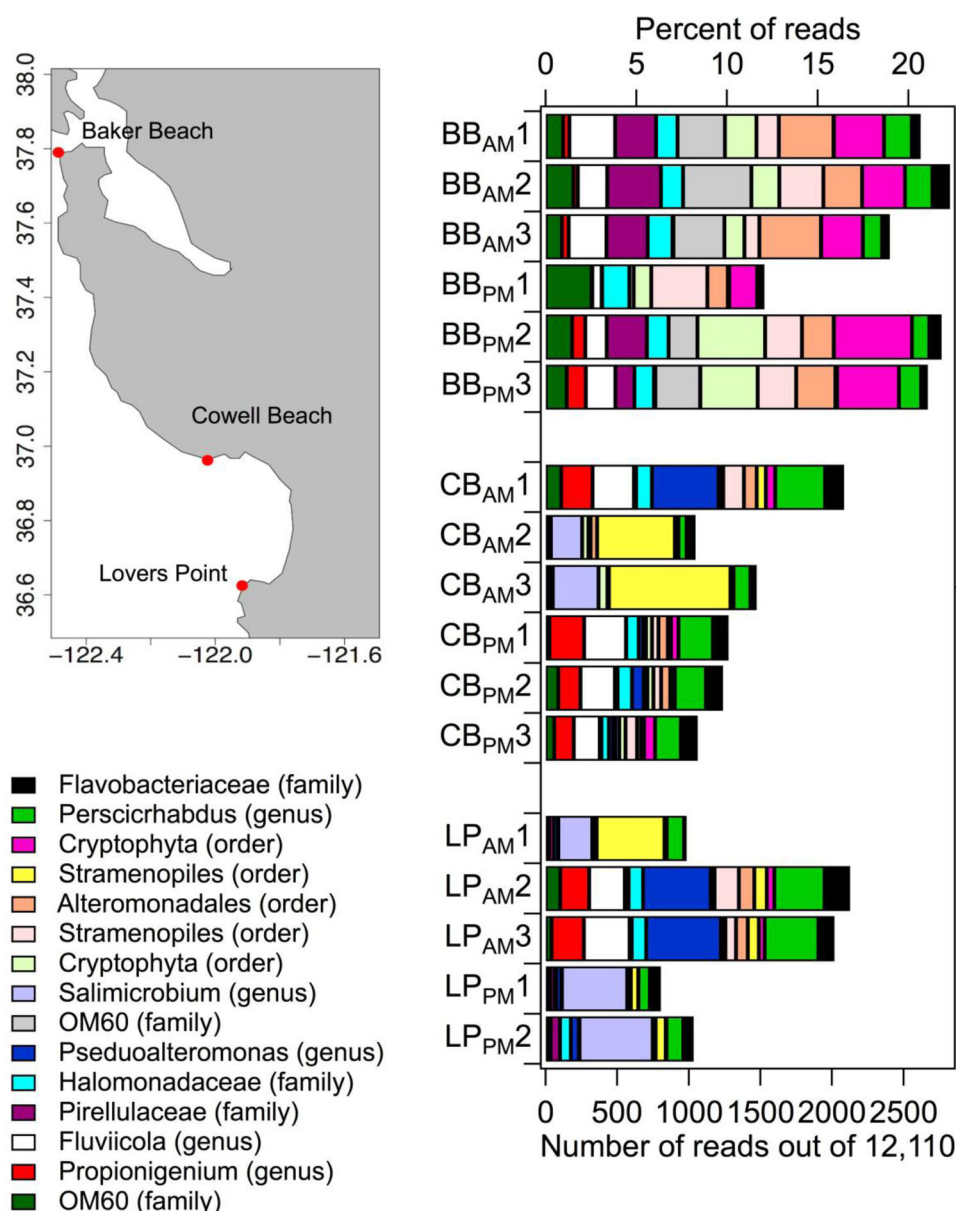 38.0
37.8
37.6
37.4
37.2
37.0
36.8
36.6
Baker Beach
Cowell Beach
Lovers Point
−122.4 −122.0 −121.6
Percent of reads
0 5 10 15 20
BBAM1
BBAM2
BBAM3
BBPM1
BBPM2
BBPM3
CBAM1
CBAM2
CBAM3
CBPM1
CBPM2
CBPM3
LPAM1
LPAM2
LPAM3
LPPM1
LPPM2
0 500 1000 1500 2000 2500
Number of reads out of 12,110
Flavobacteriaceae (family)
Perscicrhabdus (genus)
Cryptophyta (order)
Stramenopiles (order)
Alteromonadales (order)
Stramenopiles (order)
Cryptophyta (order)
Salimicrobium (genus)
OM60 (family)
Pseduoalteromonas (genus)
Halomonadaceae (family)
Pirellulaceae (family)
Fluviicola (genus)
Propionigenium (genus)
OM60 (family)